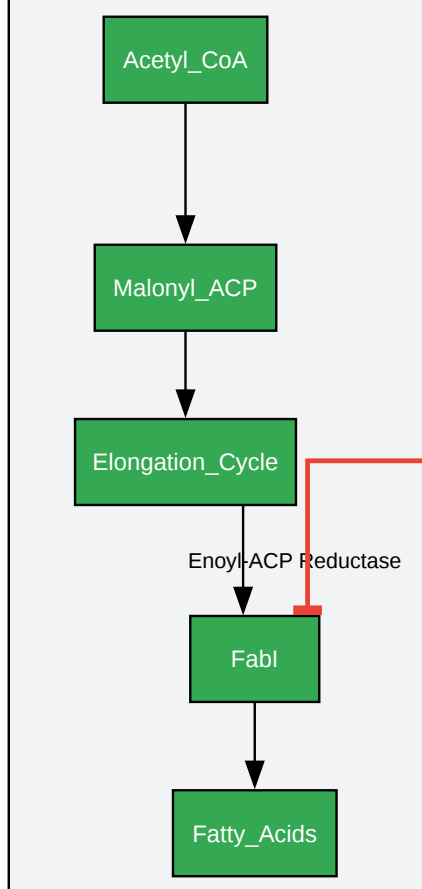 Acetyl_CoA
Malonyl_ACP
Elongation_Cycle
Enoyl-ACP Reductase
FabI
Fatty_Acids